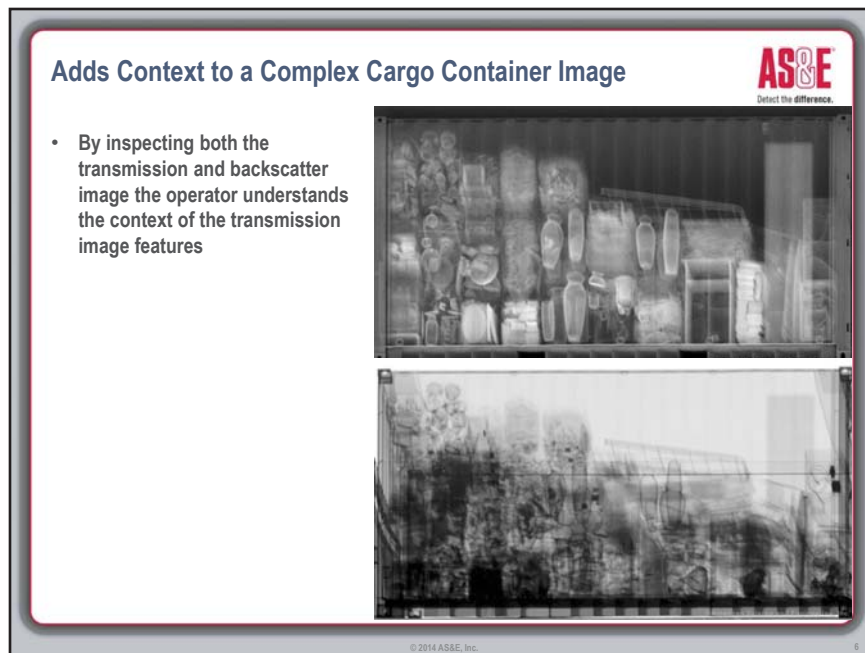 Adds Context to a Complex Cargo Container Image
AS&E
Detect the difference.
• By inspecting both the
transmission and backscatter
image the operator understands
the context of the transmission
image features
© 2014 AS&E, Inc.
6